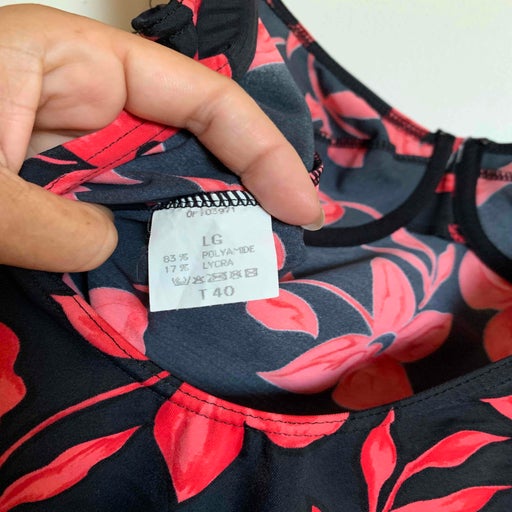 LG
83% POLYAMIDE
17% LYCRA
T 40